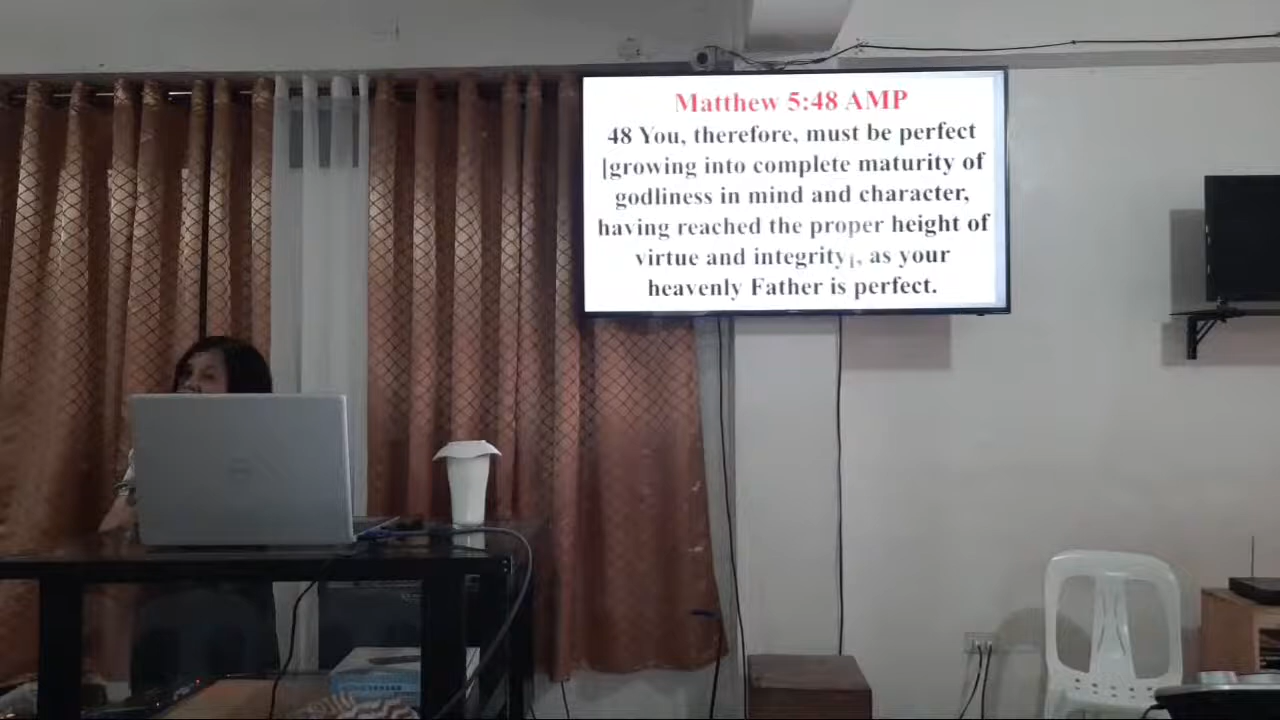 Matthew 5:48 AMP
48 You, therefore, must be perfect
[growing into complete maturity of
godliness in mind and character,
having reached the proper height of
virtue and integrity], as your
heavenly Father is perfect.